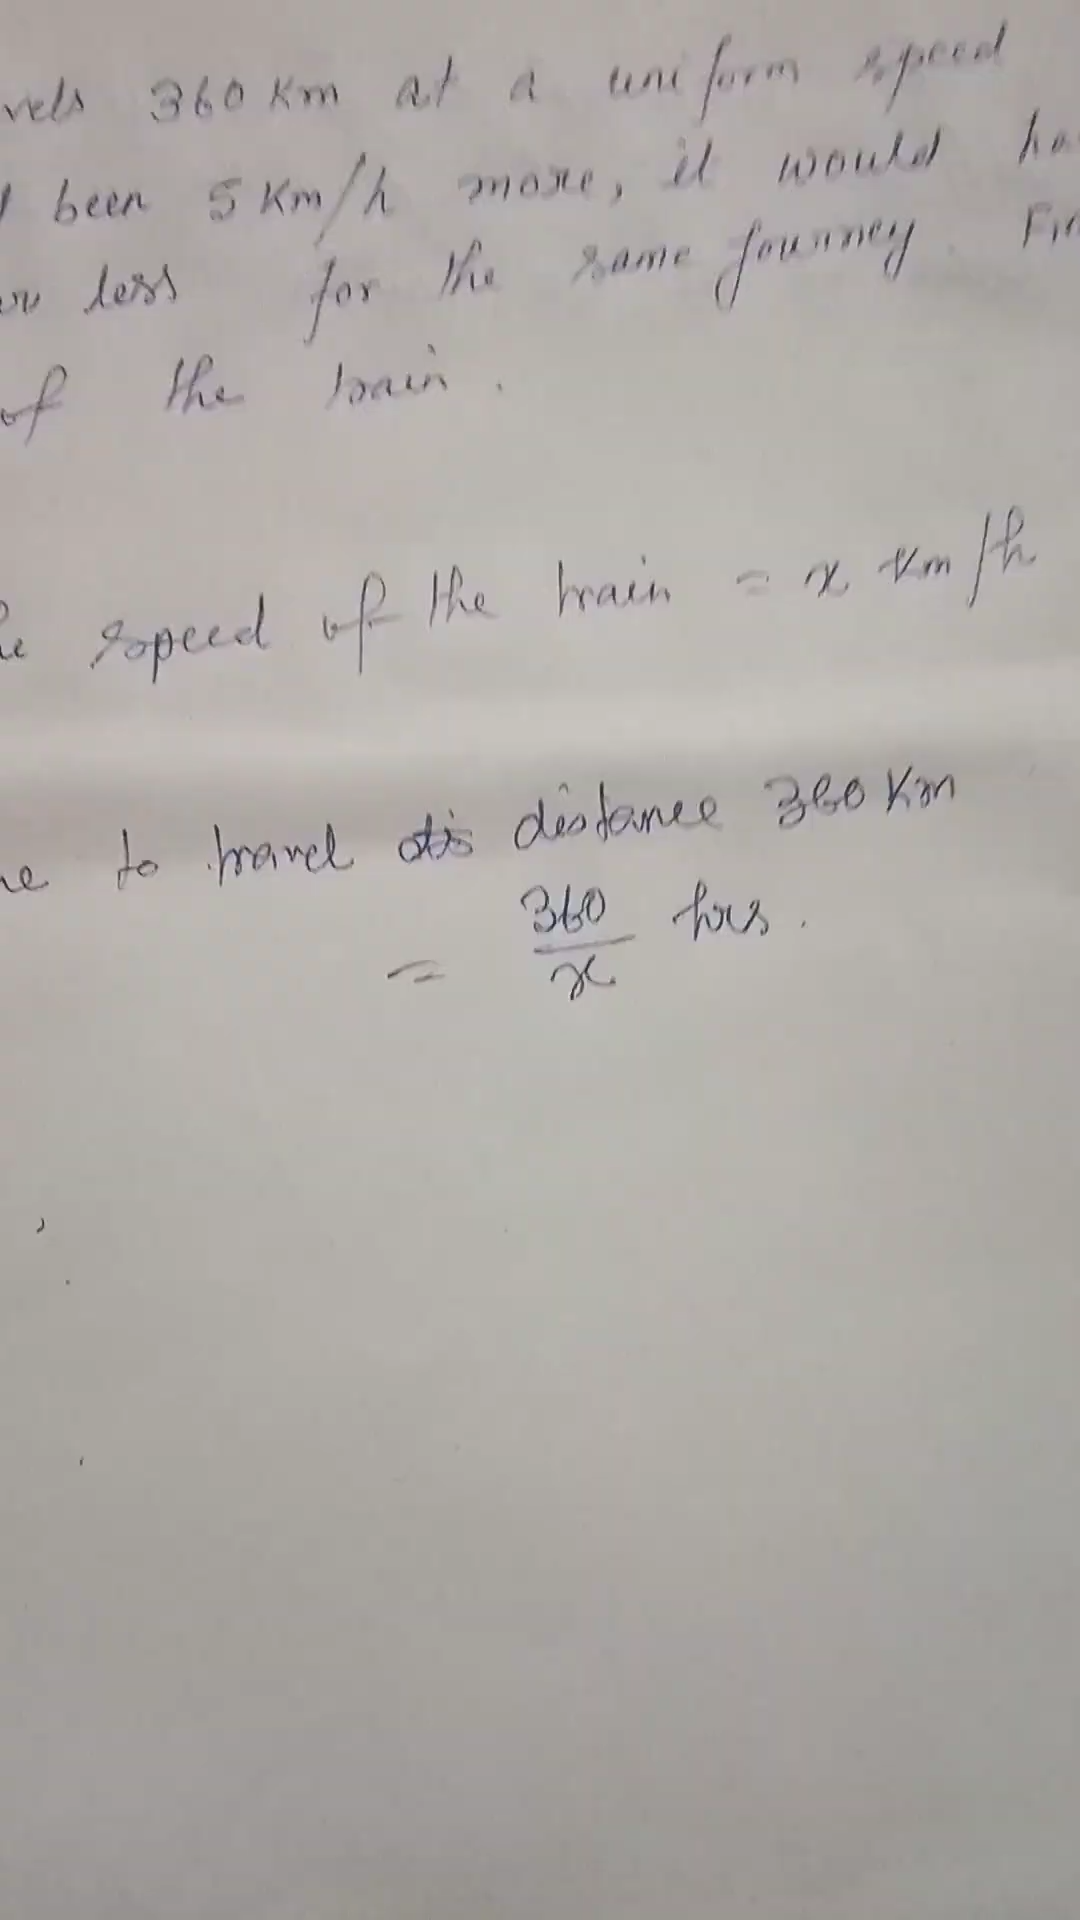 360 km at a uniform speed
been 5 km/h more, it would
less for the same journey.
of the train.
speed of the train = x km/h
to travel distance 360 km
= 360/x hrs.